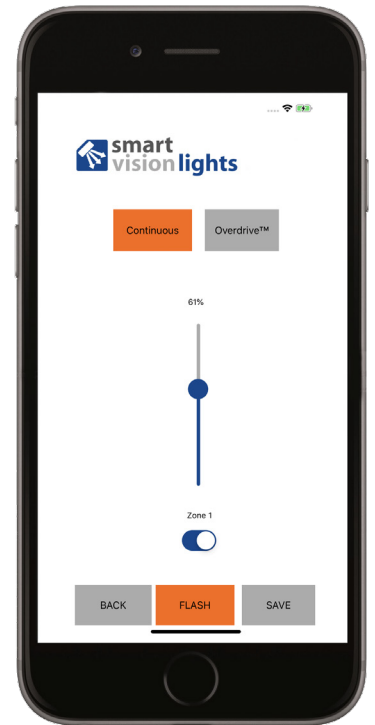 smart
vision lights
Continuous Overdrive™
61%
Zone 1
BACK FLASH SAVE